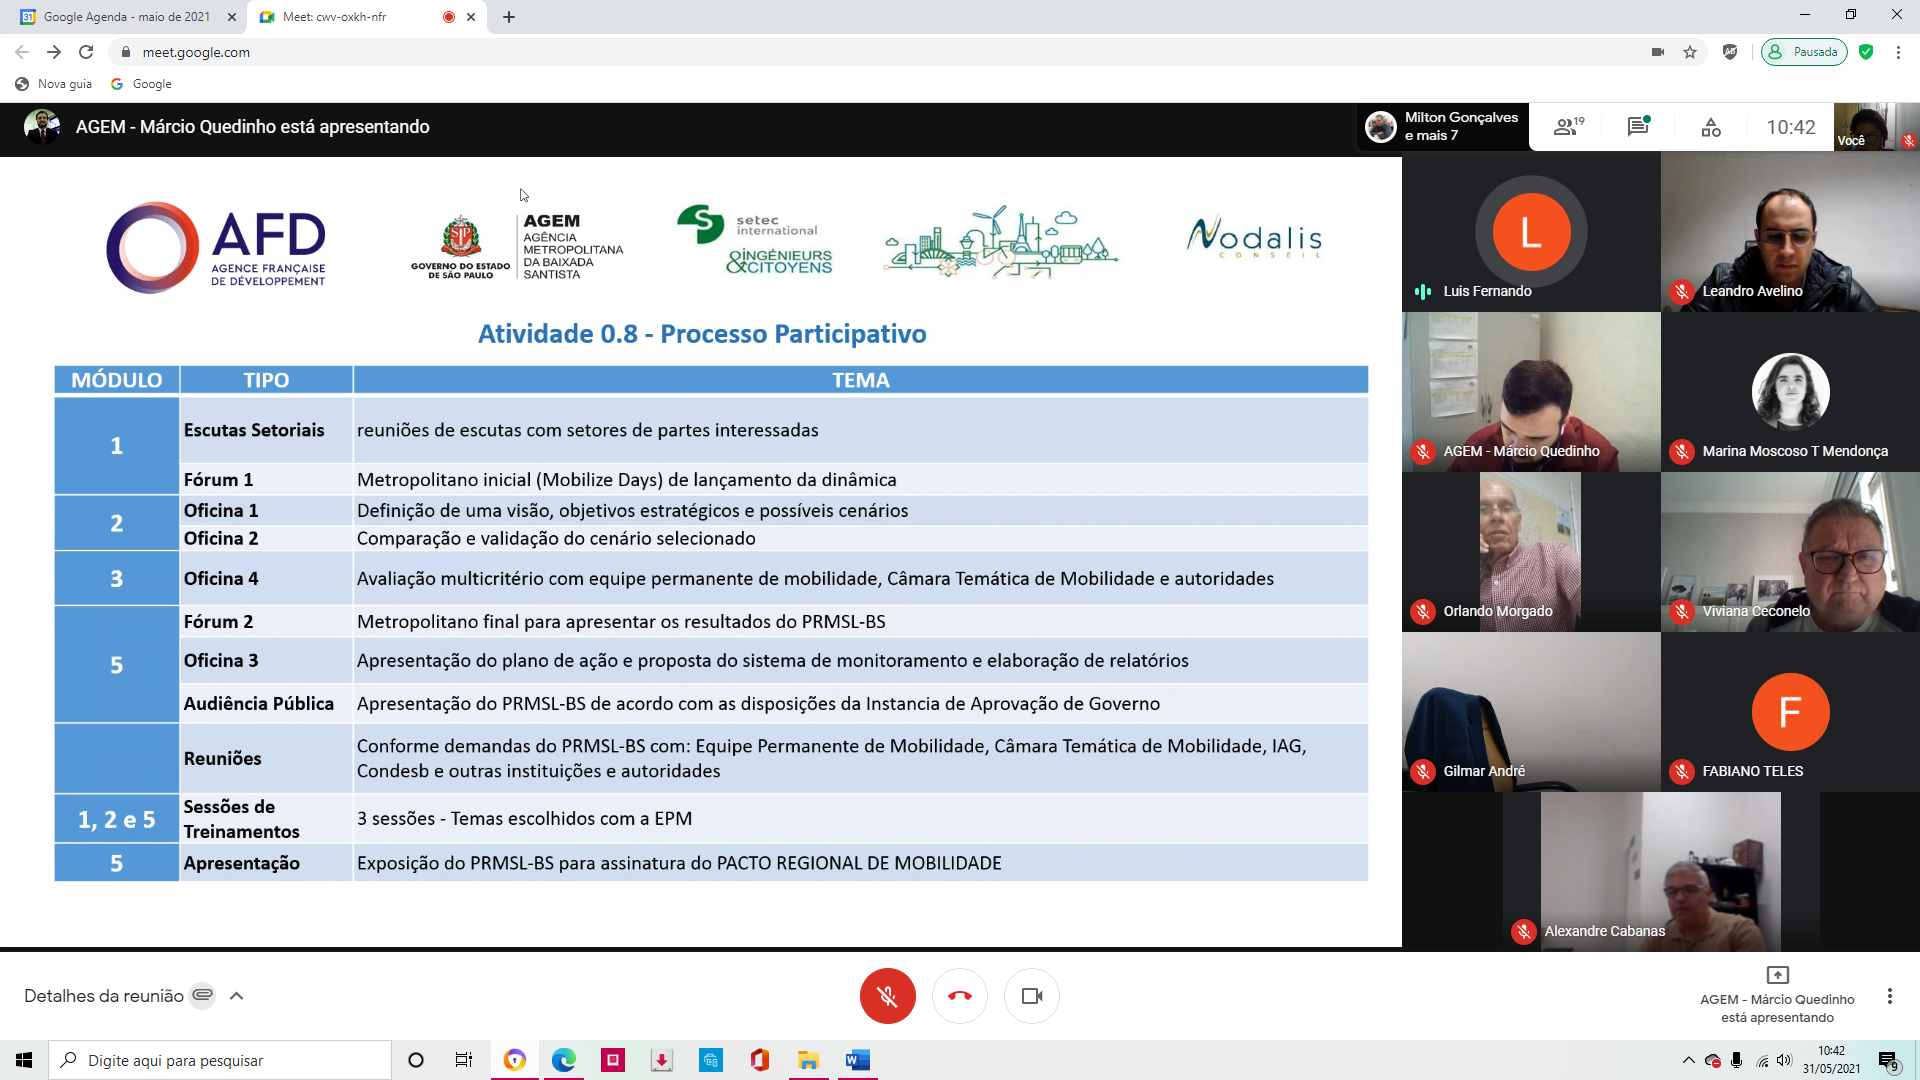 Google Agenda - maio de 2021
Meet: cwv-oxkh-nfr
meet.google.com
Pausada
Nova guia
Google
AGEM - Márcio Quedinho está apresentando
Milton Gonçalves
e mais 7
19
10:42
Você
AFD
AGENCE FRANÇAISE
DE DÉVELOPPEMENT
GOVERNO DO ESTADO
DE SÃO PAULO
AGEM
AGÊNCIA
METROPOLITANA
DA BAIXADA
SANTISTA
setec
international
INGÉNIEURS
&CITOYENS
Nodalis
CONSEIL
Atividade 0.8 - Processo Participativo
MÓDULO TIPO TEMA
1
Escutas Setoriais reuniões de escutas com setores de partes interessadas
Fórum 1 Metropolitano inicial (Mobilize Days) de lançamento da dinâmica
2
Oficina 1 Definição de uma visão, objetivos estratégicos e possíveis cenários
Oficina 2 Comparação e validação do cenário selecionado
3 Oficina 4 Avaliação multicritério com equipe permanente de mobilidade, Câmara Temática de Mobilidade e autoridades
5
Fórum 2 Metropolitano final para apresentar os resultados do PRMSL-BS
Oficina 3 Apresentação do plano de ação e proposta do sistema de monitoramento e elaboração de relatórios
Audiência Pública Apresentação do PRMSL-BS de acordo com as disposições da Instancia de Aprovação de Governo
Reuniões
Conforme demandas do PRMSL-BS com: Equipe Permanente de Mobilidade, Câmara Temática de Mobilidade, IAG,
Condesb e outras instituições e autoridades
1, 2 e 5
Sessões de
Treinamentos
3 sessões - Temas escolhidos com a EPM
5 Apresentação Exposição do PRMSL-BS para assinatura do PACTO REGIONAL DE MOBILIDADE
L
Luis Fernando
Leandro Avelino
AGEM - Márcio Quedinho
Marina Moscoso T Mendonça
Orlando Morgado
Viviana Ceconelo
Gilmar André
F
FABIANO TELES
Alexandre Cabanas
Detalhes da reunião
AGEM - Márcio Quedinho
está apresentando
Digite aqui para pesquisar
10:42
31/05/2021
9